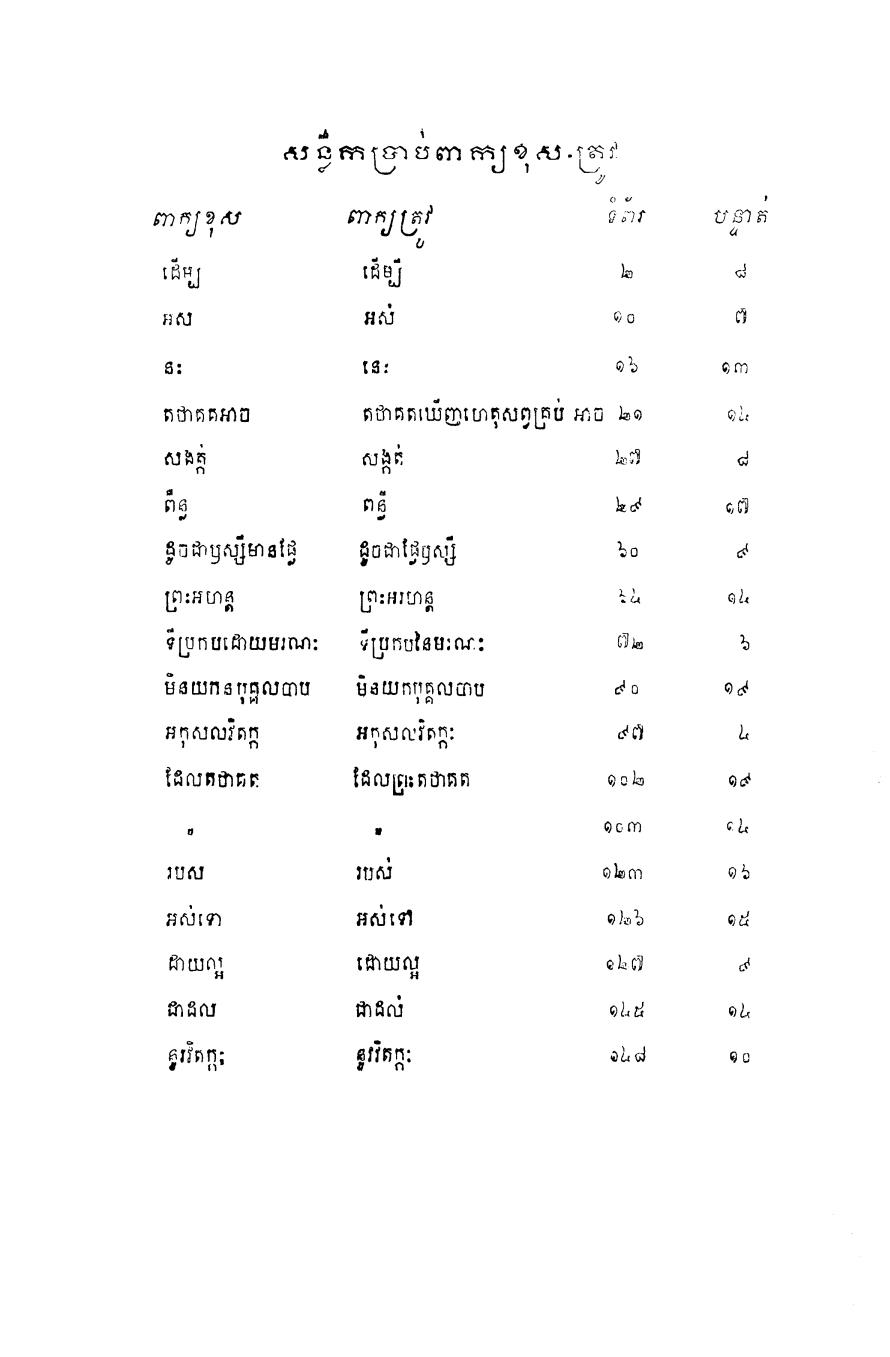 សន្លឹកប្រាប់ពាក្យខុស-ត្រូវ
ពាក្យខុស ពាក្យត្រូវ ទំព័រ បន្ទាត់
ដើម្ប ដើម្បី ២ ៨
អស អស់ ១០ ៧
នះ នេះ ១៦ ១៣
តថាគតអាច តថាគតឃើញហេតុសព្វគ្រប់ អាច ២១ ១៤
សងត្ក់ សង្កត់ ២៧ ៨
ពឺន្ល ពន្លឺ ២៩ ១៧
ដូចជាឫស្សីមានផ្លែ ដូចជាផ្លែឫស្សី ៦០ ៩
ព្រះអហន្ត ព្រះអរហន្ត ៦៤ ១៤
ទីប្រកបដោយមរណៈ ទីប្រកបនៃមរណៈ ៧២ ៦
មិនយកនបុគ្គលបាប មិនយកបុគ្គលបាប ៩០ ១៩
អកុសលវិតក្ក អកុសលវិតក្កៈ ៩៧ ៤
ដែលតថាគត ដែលព្រះតថាគត ១០២ ១៩
" " ១០៣ ១៤
របស របស់ ១២៣ ១៦
អស់ទោ អស់ទៅ ១២៦ ១៥
ដាយល្អ ដោយល្អ ១២៧ ៩
ដាដល ដាដល់ ១៤៥ ១៤
នូរវិតក្កៈ នូវវិតក្កៈ ១៤៨ ១០